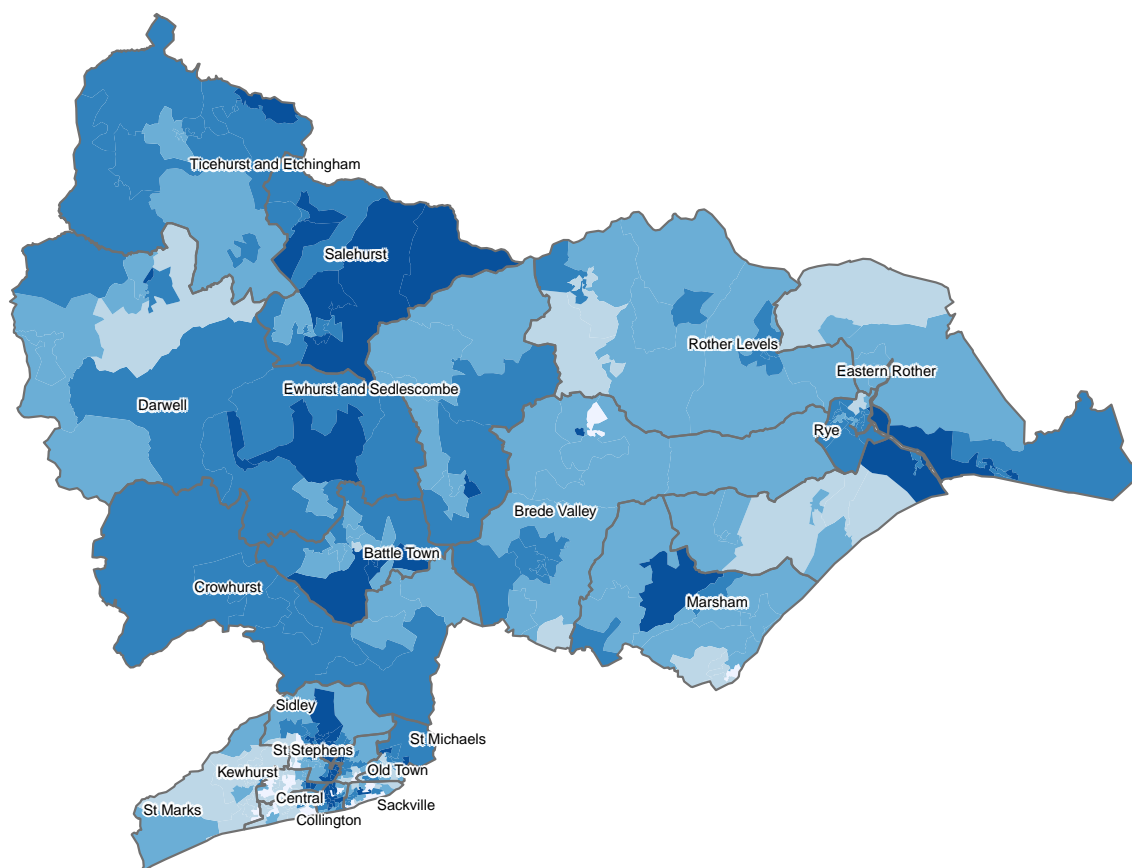 Ticehurst and Etchingham
Salehurst
Rother Levels
Eastern Rother
Ewhurst and Sedlescombe
Darwell
Rye
Brede Valley
Battle Town
Crowhurst
Marsham
Sidley
St Michaels
St Stephens
Old Town
Kewhurst
Central
Sackville
St Marks
Collington